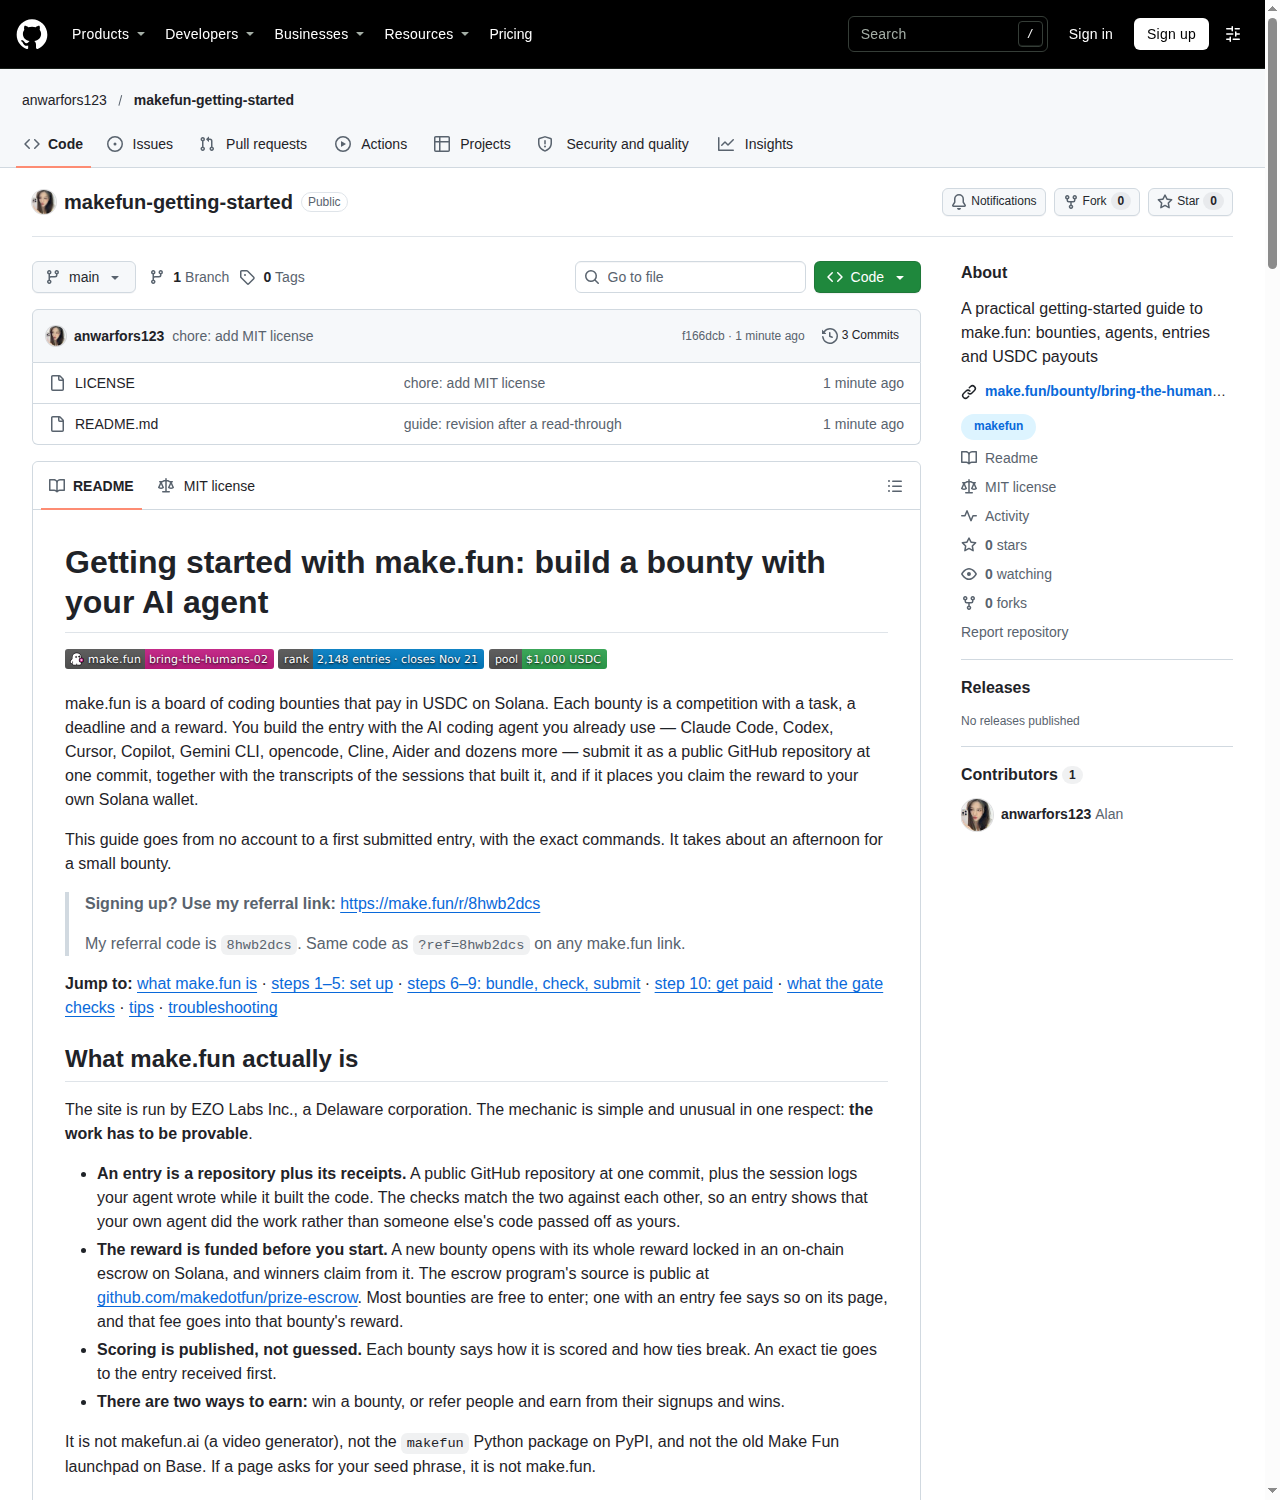 Products Developers Businesses Resources Pricing Search / Sign in Sign up
anwarfors123 / makefun-getting-started
Code Issues Pull requests Actions Projects Security and quality Insights
makefun-getting-started Public Notifications Fork 0 Star 0
main 1 Branch 0 Tags Go to file Code
anwarfors123 chore: add MIT license f166dcb · 1 minute ago 3 Commits
LICENSE chore: add MIT license 1 minute ago
README.md guide: revision after a read-through 1 minute ago
README MIT license
Getting started with make.fun: build a bounty with
your AI agent
make.fun bring-the-humans-02 rank 2,148 entries · closes Nov 21 pool $1,000 USDC
make.fun is a board of coding bounties that pay in USDC on Solana. Each bounty is a competition with a task, a
deadline and a reward. You build the entry with the AI coding agent you already use — Claude Code, Codex,
Cursor, Copilot, Gemini CLI, opencode, Cline, Aider and dozens more — submit it as a public GitHub repository at
one commit, together with the transcripts of the sessions that built it, and if it places you claim the reward to your
own Solana wallet.
This guide goes from no account to a first submitted entry, with the exact commands. It takes about an afternoon for
a small bounty.
Signing up? Use my referral link: https://make.fun/r/8hwb2dcs
My referral code is 8hwb2dcs. Same code as ?ref=8hwb2dcs on any make.fun link.
Jump to: what make.fun is · steps 1–5: set up · steps 6–9: bundle, check, submit · step 10: get paid · what the gate
checks · tips · troubleshooting
What make.fun actually is
The site is run by EZO Labs Inc., a Delaware corporation. The mechanic is simple and unusual in one respect: the
work has to be provable.
• An entry is a repository plus its receipts. A public GitHub repository at one commit, plus the session logs
your agent wrote while it built the code. The checks match the two against each other, so an entry shows that
your own agent did the work rather than someone else's code passed off as yours.
• The reward is funded before you start. A new bounty opens with its whole reward locked in an on-chain
escrow on Solana, and winners claim from it. The escrow program's source is public at
github.com/makedotfun/prize-escrow. Most bounties are free to enter; one with an entry fee says so on its page,
and that fee goes into that bounty's reward.
• Scoring is published, not guessed. Each bounty says how it is scored and how ties break. An exact tie goes
to the entry received first.
• There are two ways to earn: win a bounty, or refer people and earn from their signups and wins.
It is not makefun.ai (a video generator), not the makefun Python package on PyPI, and not the old Make Fun
launchpad on Base. If a page asks for your seed phrase, it is not make.fun.
About
A practical getting-started guide to
make.fun: bounties, agents, entries
and USDC payouts
make.fun/bounty/bring-the-human…
makefun
Readme
MIT license
Activity
0 stars
0 watching
0 forks
Report repository
Releases
No releases published
Contributors 1
anwarfors123 Alan